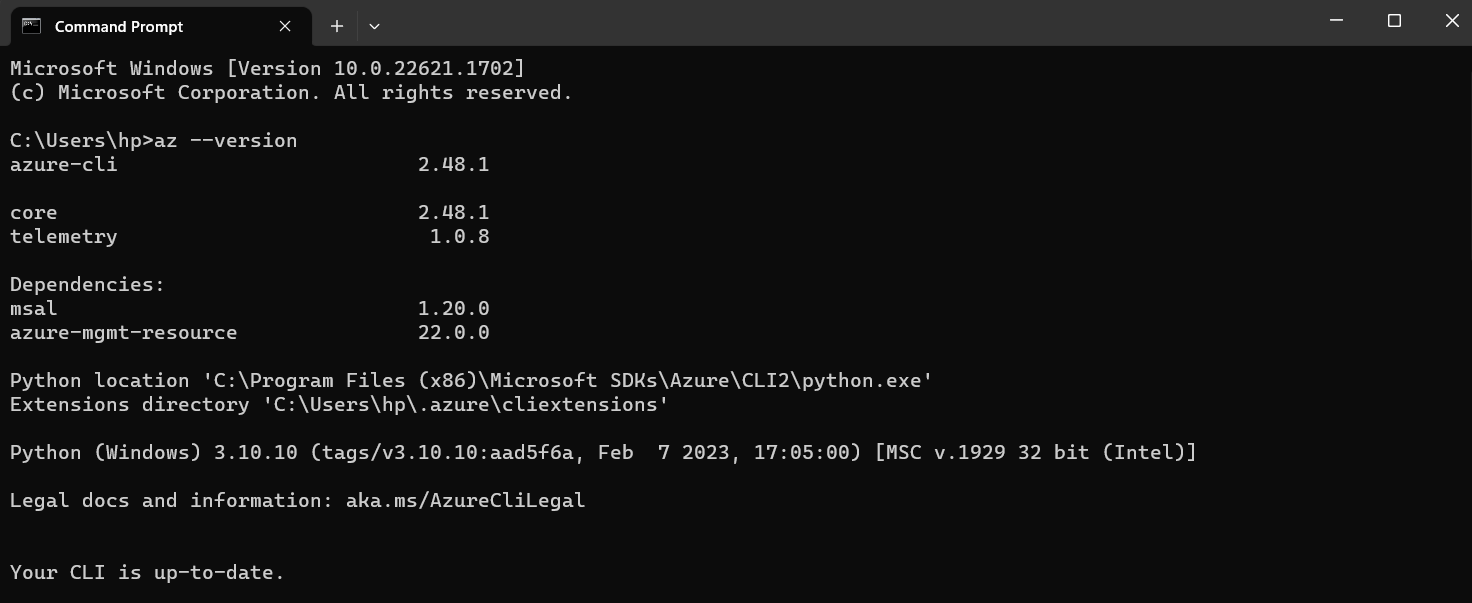 Command Prompt
Microsoft Windows [Version 10.0.22621.1702]
(c) Microsoft Corporation. All rights reserved.
C:\Users\hp>az --version
azure-cli                         2.48.1
core                              2.48.1
telemetry                          1.0.8
Dependencies:
msal                              1.20.0
azure-mgmt-resource               22.0.0
Python location 'C:\Program Files (x86)\Microsoft SDKs\Azure\CLI2\python.exe'
Extensions directory 'C:\Users\hp\.azure\cliextensions'
Python (Windows) 3.10.10 (tags/v3.10.10:aad5f6a, Feb  7 2023, 17:05:00) [MSC v.1929 32 bit (Intel)]
Legal docs and information: aka.ms/AzureCliLegal
Your CLI is up-to-date.